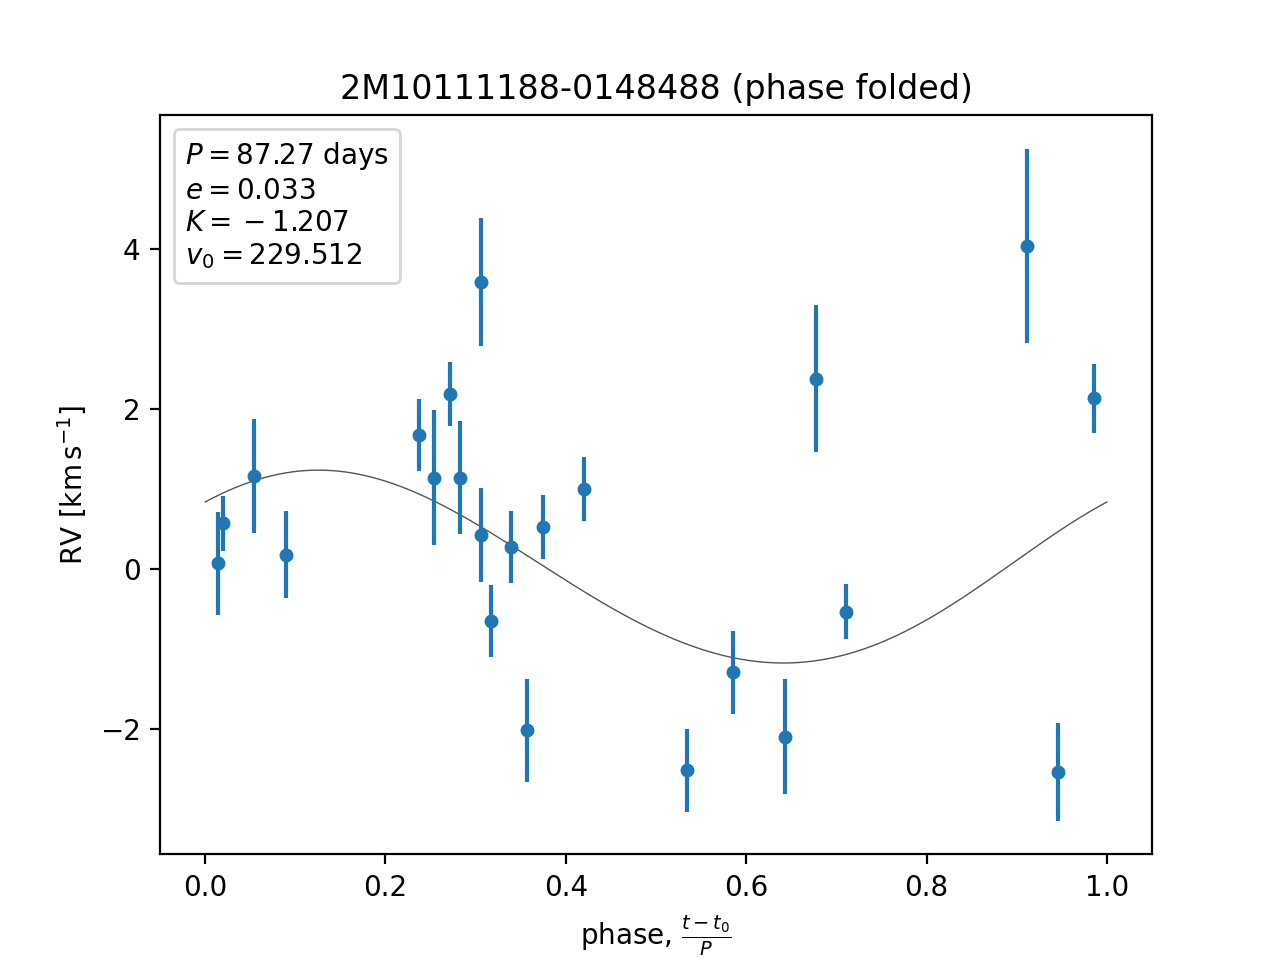 2M10111188-0148488 (phase folded)
P = 87.27 days
e = 0.033
K = −1.207
v₀ = 229.512
RV [km s⁻¹]
4
2
0
−2
0.0 0.2 0.4 0.6 0.8 1.0
phase, (t − t₀)/P